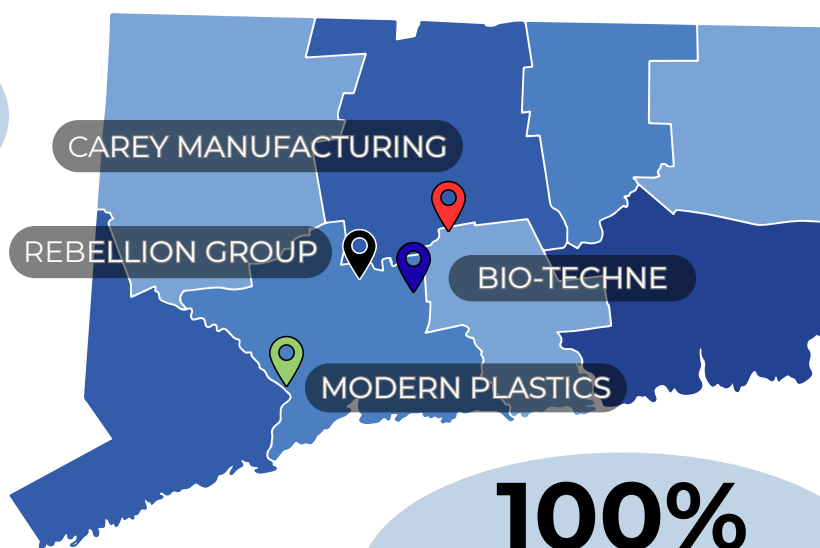 CAREY MANUFACTURING
REBELLION GROUP
BIO-TECHNE
MODERN PLASTICS
100%